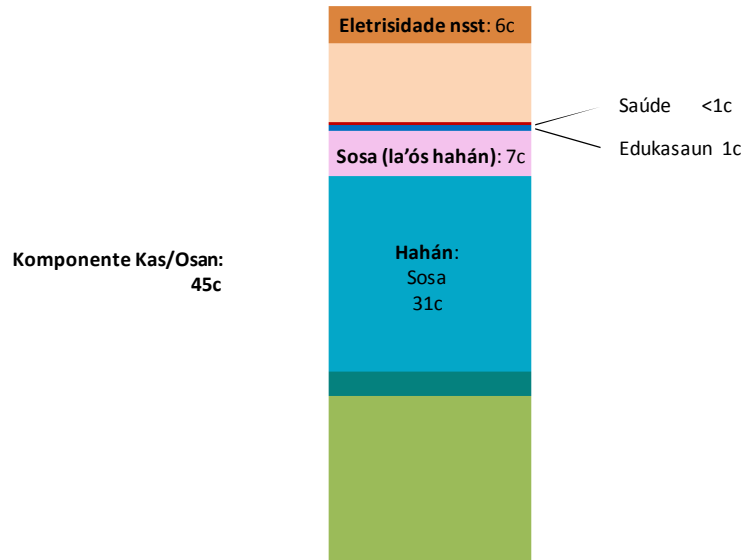 Eletrisidade nsst: 6c
Saúde <1c
Edukasaun 1c
Sosa (la’ós hahán): 7c
Komponente Kas/Osan:
45c
Hahán:
Sosa
31c